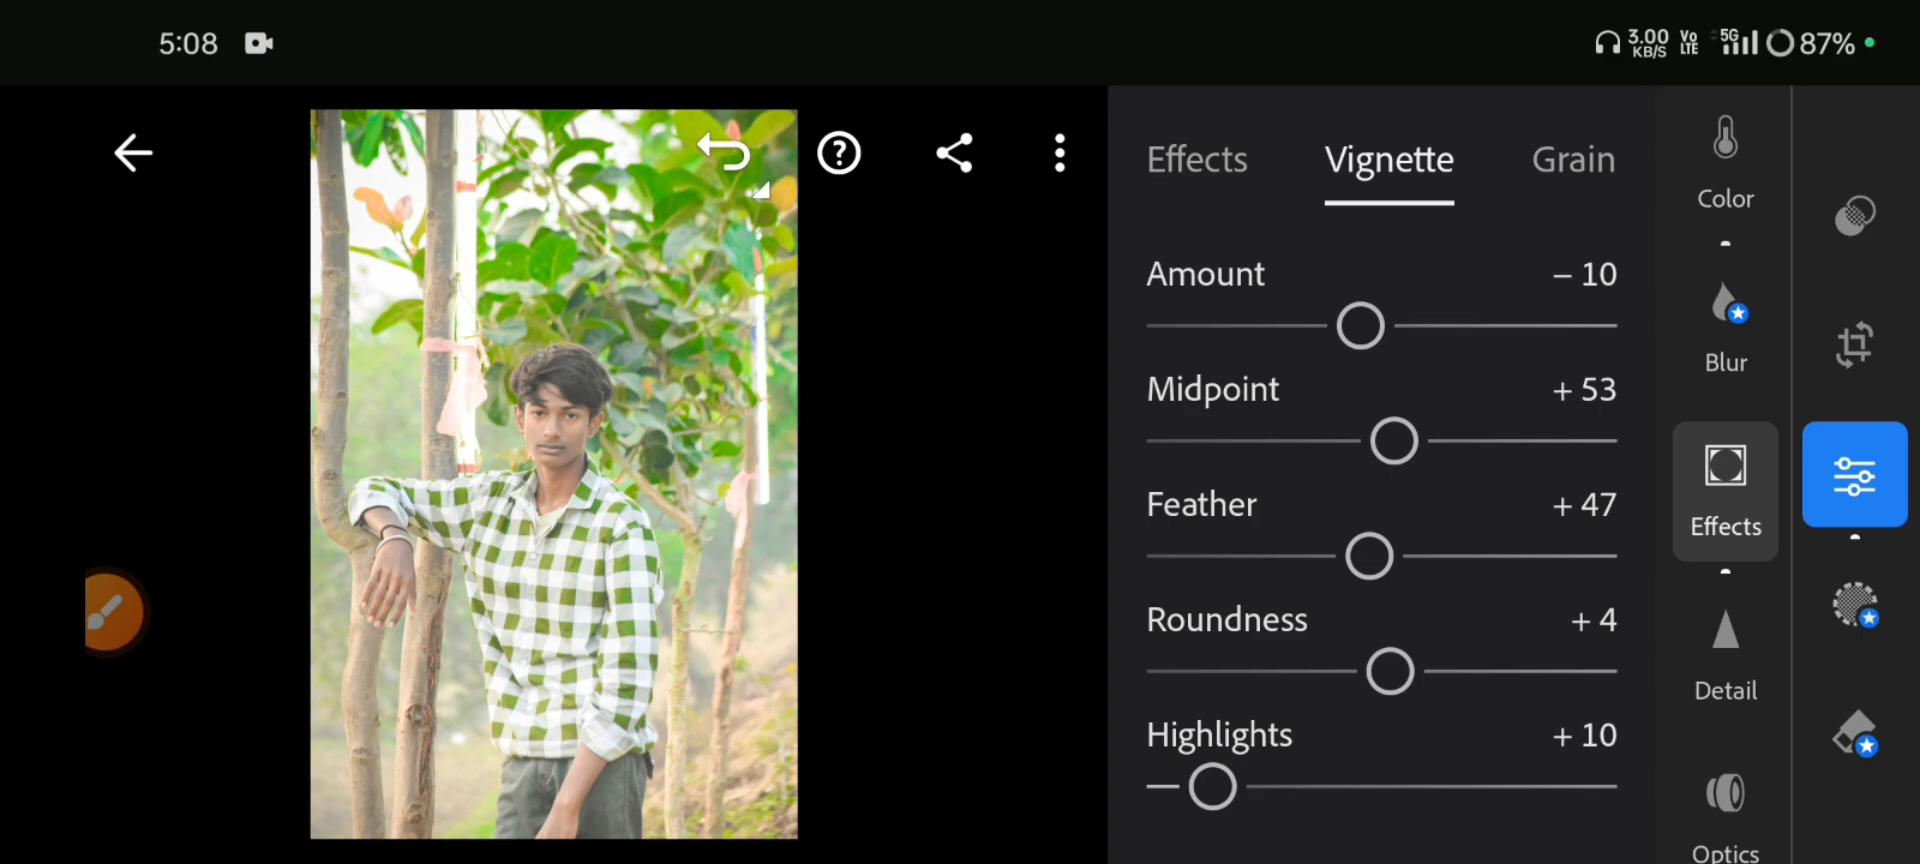 5:08
3.00 KB/S Vo LTE 5G 87%
Effects Vignette Grain
Amount – 10
Midpoint + 53
Feather + 47
Roundness + 4
Highlights + 10
Color
Blur
Effects
Detail
Optics